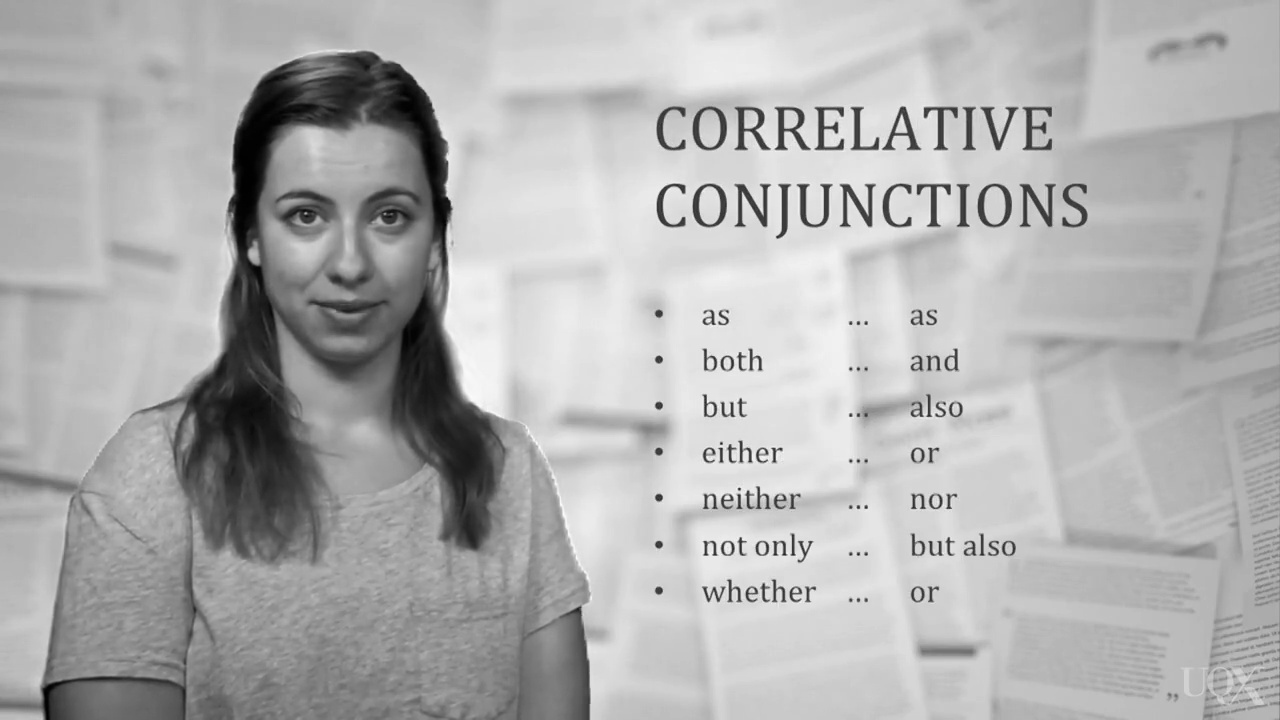 CORRELATIVE
CONJUNCTIONS
• as ... as
• both ... and
• but ... also
• either ... or
• neither ... nor
• not only ... but also
• whether ... or
UQX